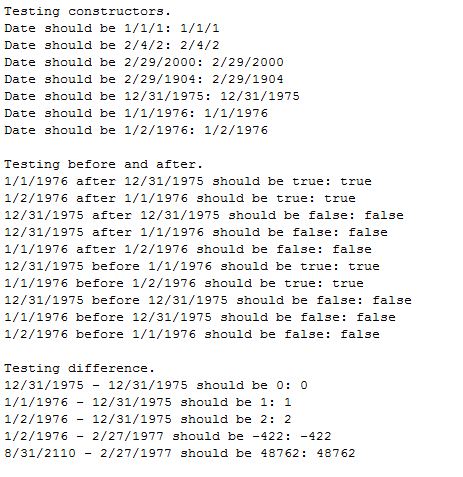 Testing constructors.
Date should be 1/1/1: 1/1/1
Date should be 2/4/2: 2/4/2
Date should be 2/29/2000: 2/29/2000
Date should be 2/29/1904: 2/29/1904
Date should be 12/31/1975: 12/31/1975
Date should be 1/1/1976: 1/1/1976
Date should be 1/2/1976: 1/2/1976
Testing before and after.
1/1/1976 after 12/31/1975 should be true: true
1/2/1976 after 1/1/1976 should be true: true
12/31/1975 after 12/31/1975 should be false: false
12/31/1975 after 1/1/1976 should be false: false
1/1/1976 after 1/2/1976 should be false: false
12/31/1975 before 1/1/1976 should be true: true
1/1/1976 before 1/2/1976 should be true: true
12/31/1975 before 12/31/1975 should be false: false
1/1/1976 before 12/31/1975 should be false: false
1/2/1976 before 1/1/1976 should be false: false
Testing difference.
12/31/1975 - 12/31/1975 should be 0: 0
1/1/1976 - 12/31/1975 should be 1: 1
1/2/1976 - 12/31/1975 should be 2: 2
1/2/1976 - 2/27/1977 should be -422: -422
8/31/2110 - 2/27/1977 should be 48762: 48762